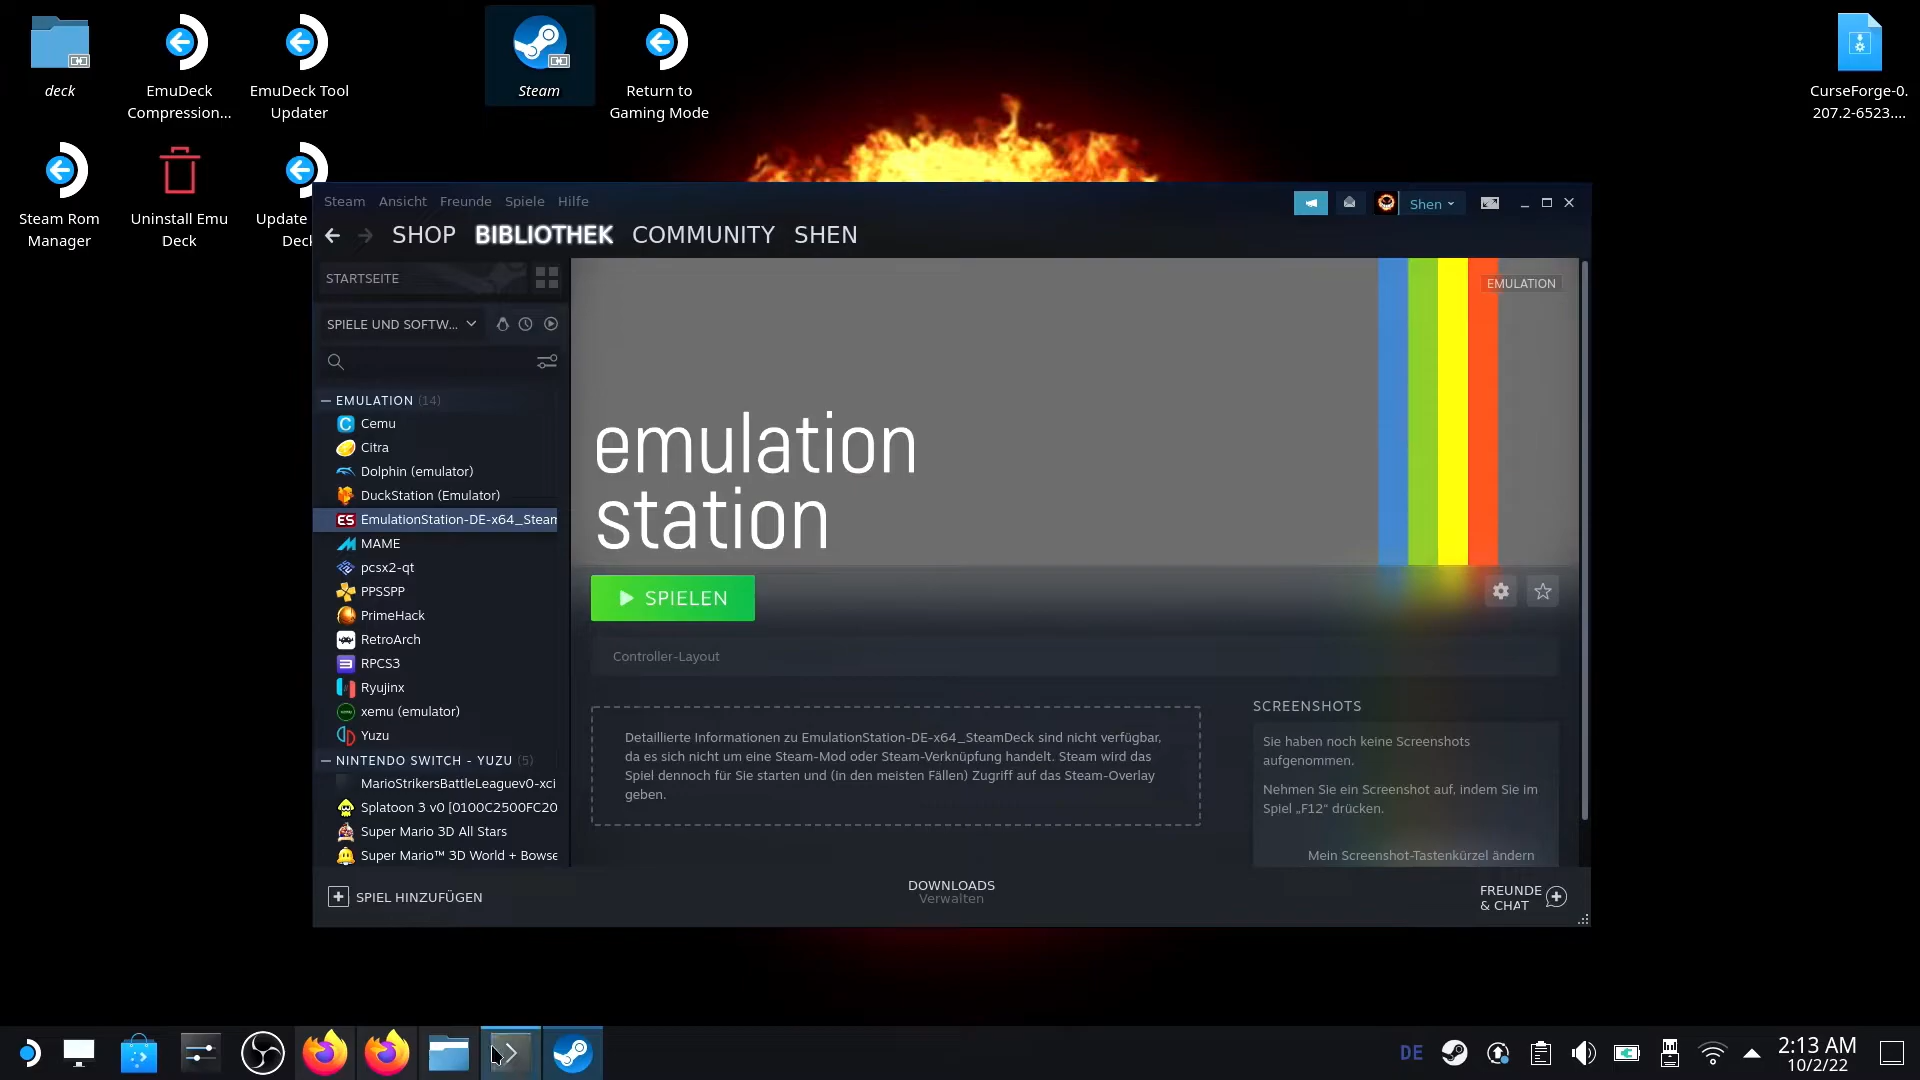 deck
EmuDeck
Compression...
EmuDeck Tool
Updater
Steam
Return to
Gaming Mode
CurseForge-0.
207.2-6523....
Steam Rom
Manager
Uninstall Emu
Deck
Update
Steam Ansicht Freunde Spiele Hilfe
Shen
SHOP BIBLIOTHEK COMMUNITY SHEN
STARTSEITE
SPIELE UND SOFTW...
EMULATION (14)
Cemu
Citra
Dolphin (emulator)
DuckStation (Emulator)
ES EmulationStation-DE-x64_Steam
MAME
pcsx2-qt
PPSSPP
PrimeHack
RetroArch
RPCS3
Ryujinx
xemu (emulator)
Yuzu
NINTENDO SWITCH - YUZU (5)
MarioStrikersBattleLeaguev0-xci
Splatoon 3 v0 [0100C2500FC20
Super Mario 3D All Stars
Super Mario™ 3D World + Bowse
SPIEL HINZUFÜGEN
EMULATION
emulation
station
SPIELEN
Controller-Layout
Detaillierte Informationen zu EmulationStation-DE-x64_SteamDeck sind nicht verfügbar,
da es sich nicht um eine Steam-Mod oder Steam-Verknüpfung handelt. Steam wird das
Spiel dennoch für Sie starten und (in den meisten Fällen) Zugriff auf das Steam-Overlay
geben.
SCREENSHOTS
Sie haben noch keine Screenshots
aufgenommen.
Nehmen Sie ein Screenshot auf, indem Sie im
Spiel „F12“ drücken.
Mein Screenshot-Tastenkürzel ändern
DOWNLOADS
Verwalten
FREUNDE
& CHAT
DE
2:13 AM
10/2/22